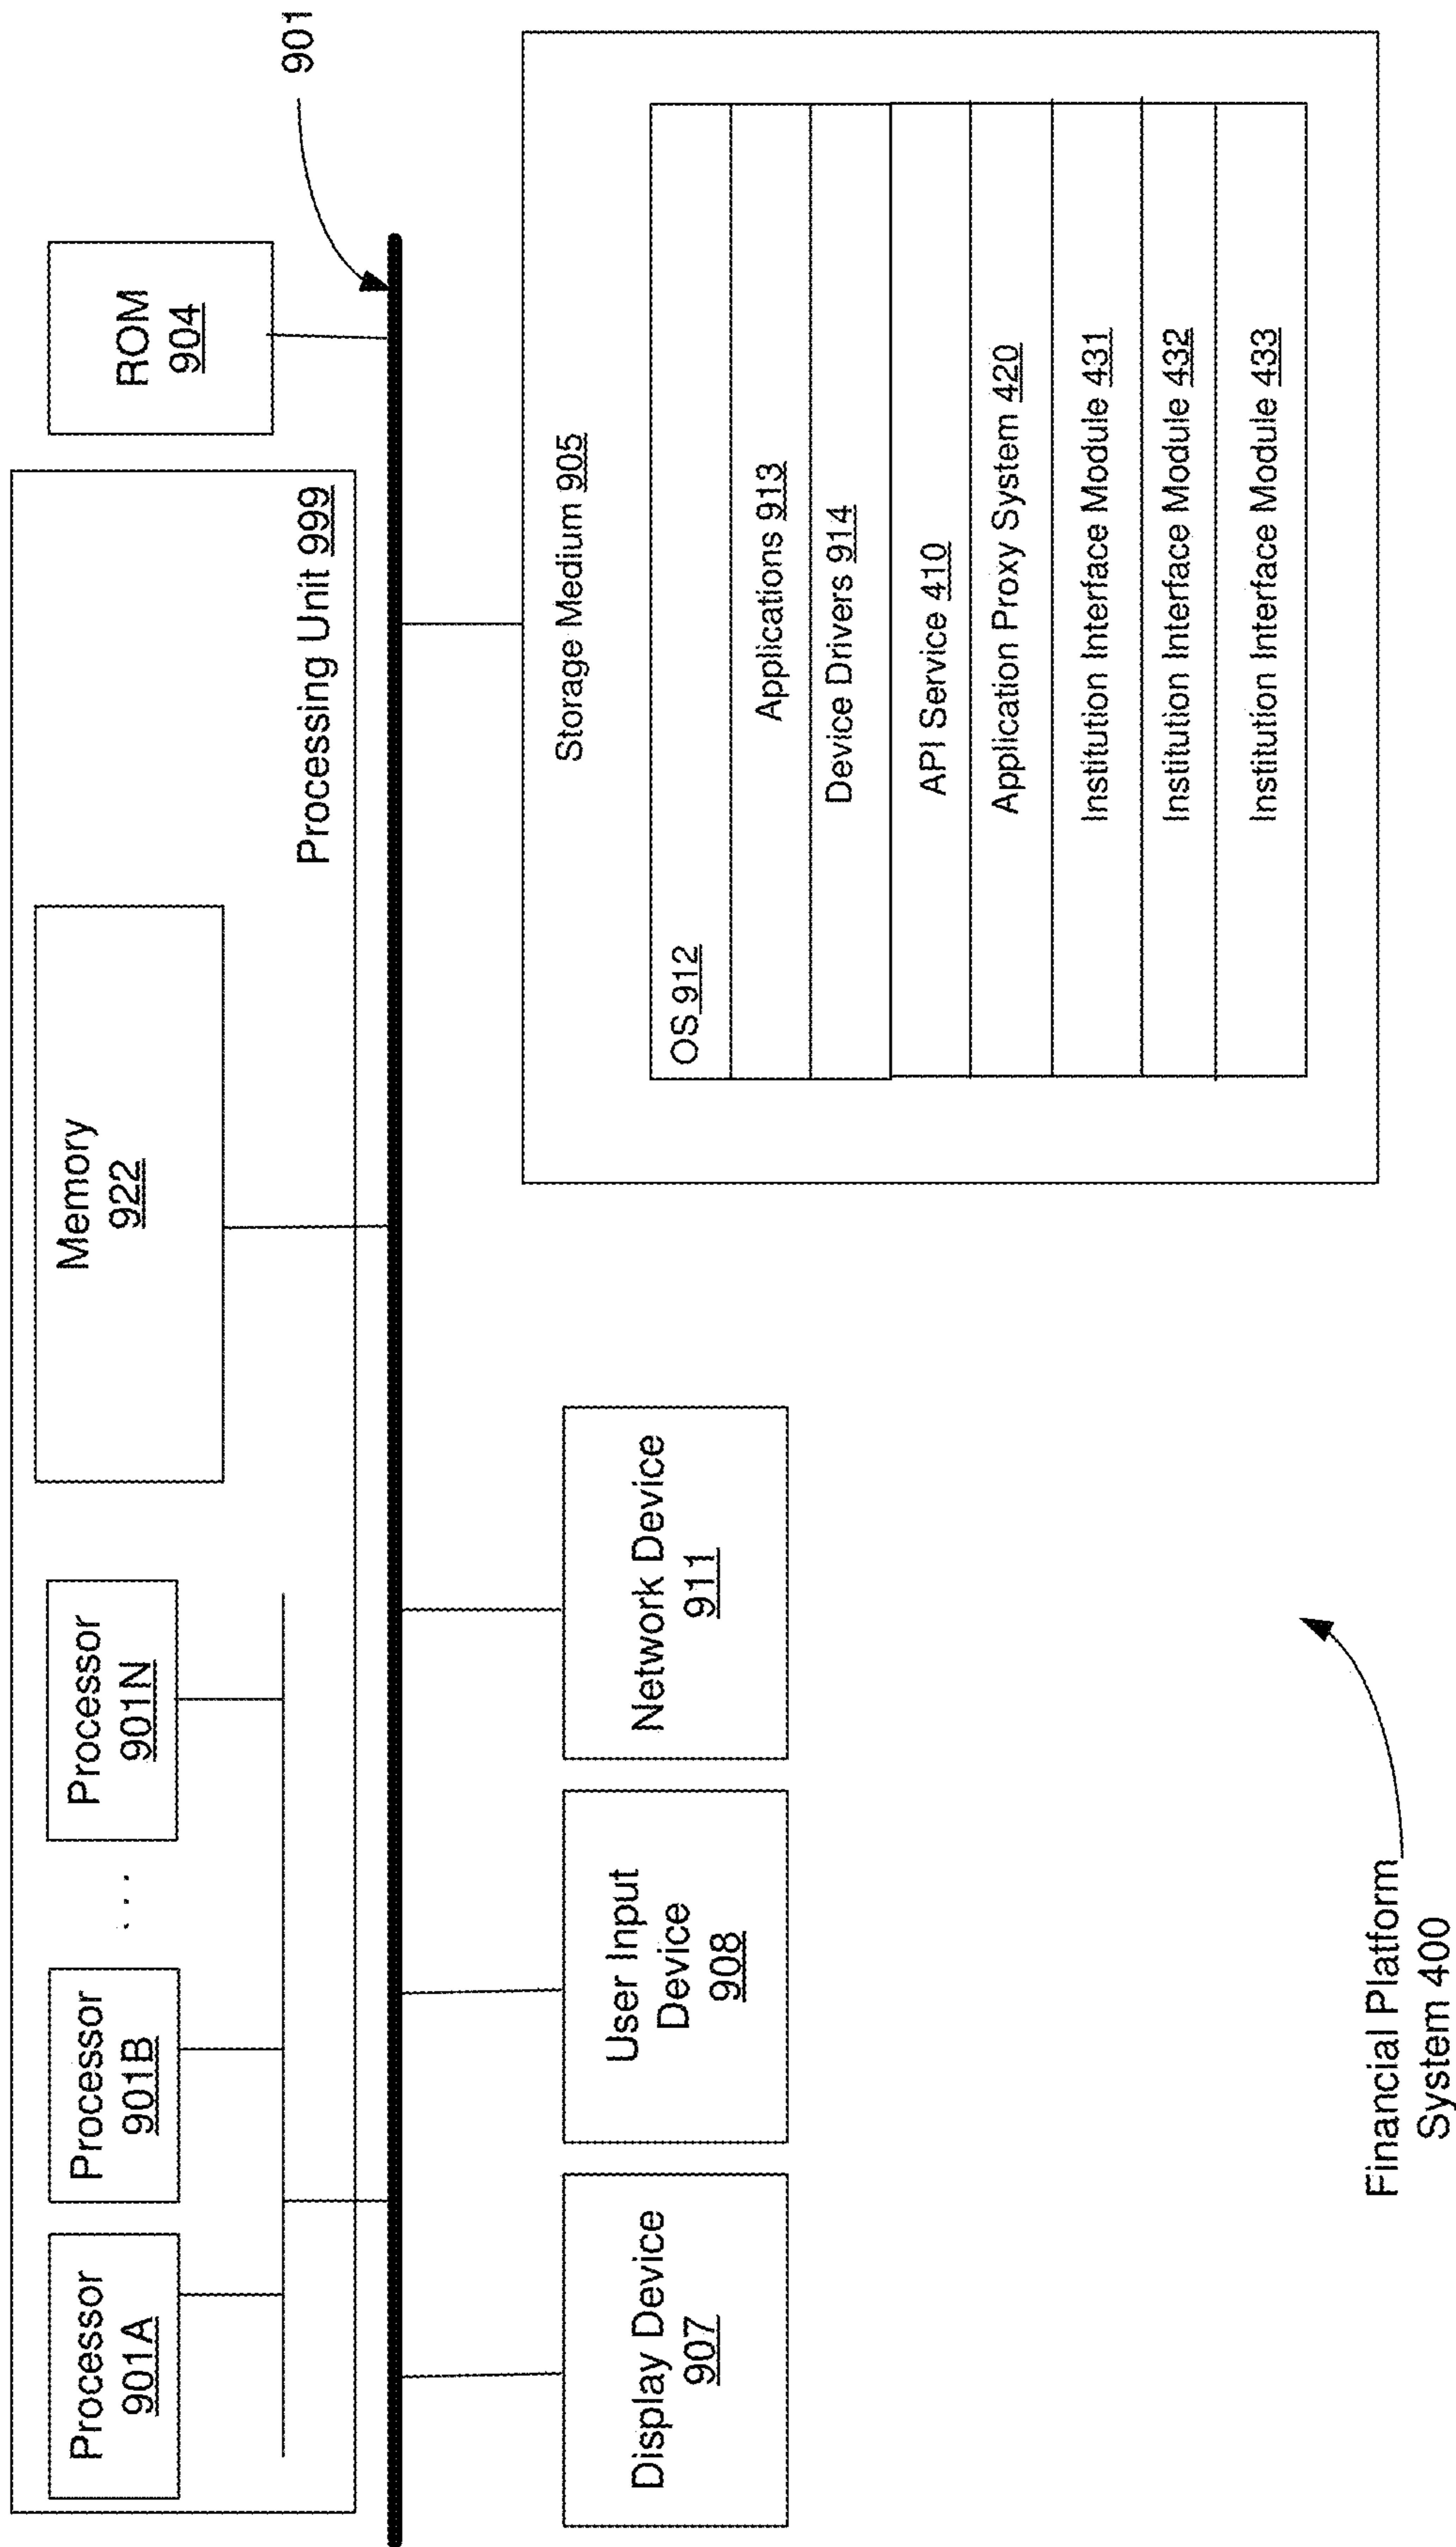 Processor
901A
Processor
901B
. . .
Processor
901N
Memory
922
Processing Unit 999
ROM
904
901
Display Device
907
User Input
Device
908
Network Device
911
Storage Medium 905
OS 912
Applications 913
Device Drivers 914
API Service 410
Application Proxy System 420
Institution Interface Module 431
Institution Interface Module 432
Institution Interface Module 433
Financial Platform
System 400